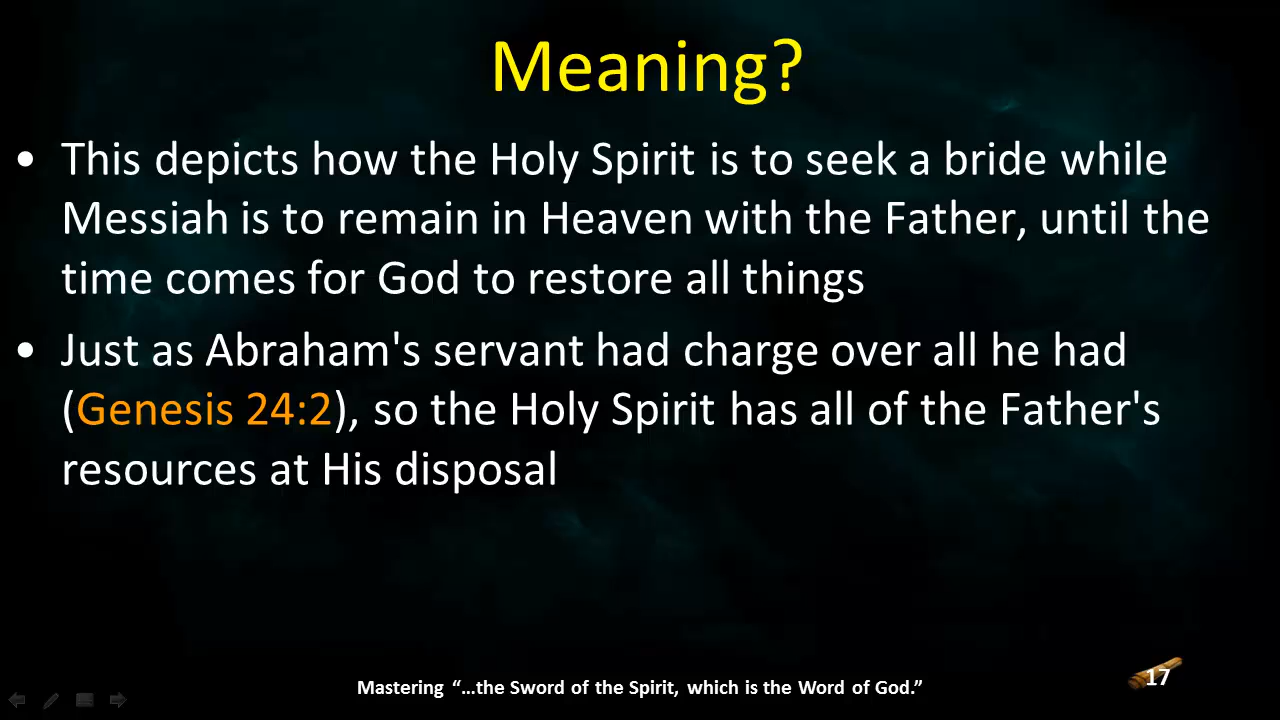 Meaning?
• This depicts how the Holy Spirit is to seek a bride while
Messiah is to remain in Heaven with the Father, until the
time comes for God to restore all things
• Just as Abraham's servant had charge over all he had
(Genesis 24:2), so the Holy Spirit has all of the Father's
resources at His disposal
Mastering “…the Sword of the Spirit, which is the Word of God.”
17